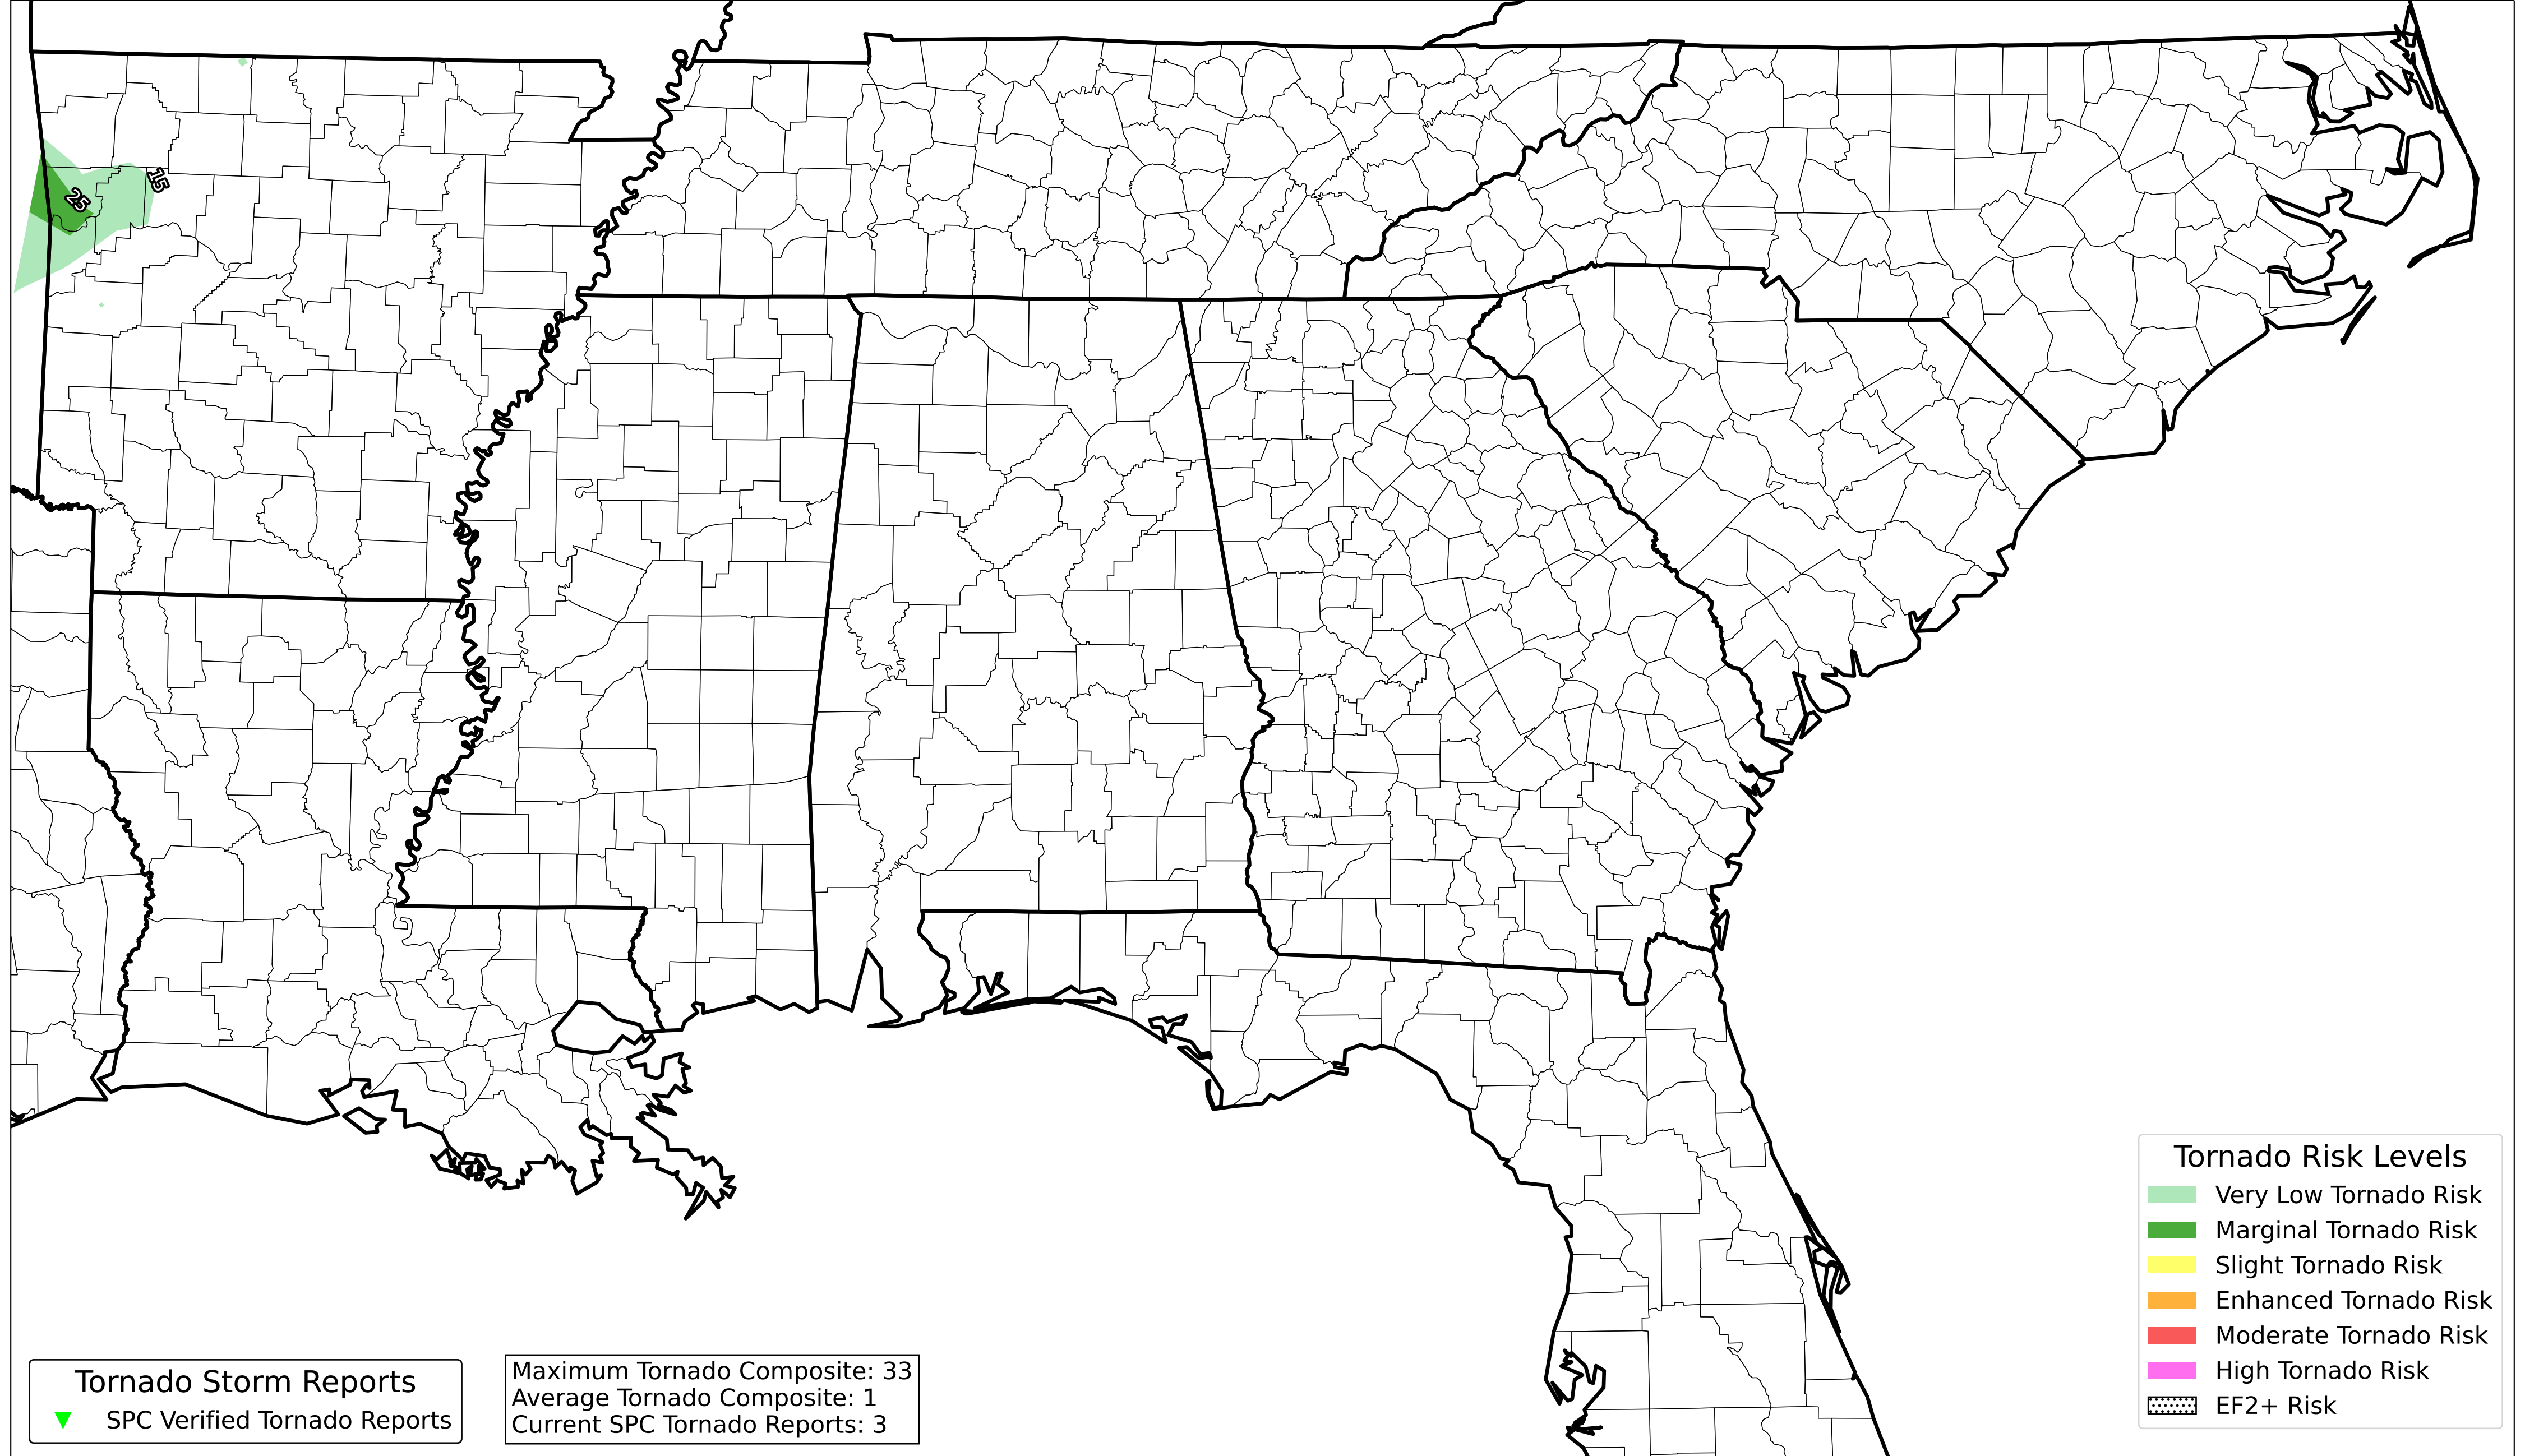 15
25
Tornado Risk Levels
Very Low Tornado Risk
Marginal Tornado Risk
Slight Tornado Risk
Enhanced Tornado Risk
Moderate Tornado Risk
High Tornado Risk
EF2+ Risk
Tornado Storm Reports
SPC Verified Tornado Reports
Maximum Tornado Composite: 33
Average Tornado Composite: 1
Current SPC Tornado Reports: 3